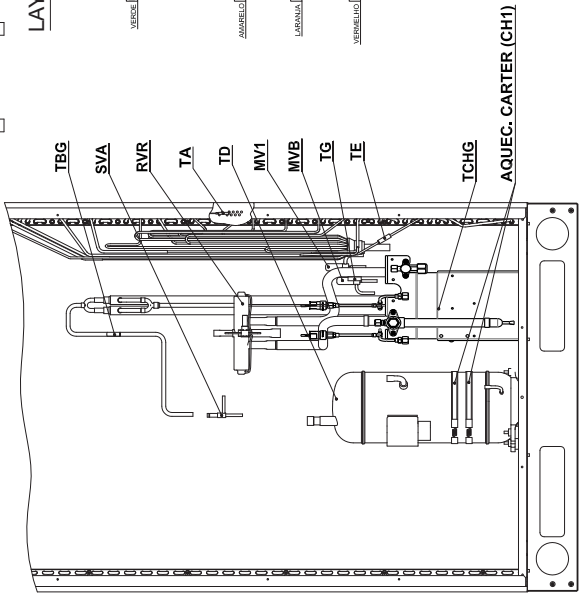 LAY
VERDE
AMARELO
LARANJA
VERMELHO
TBG
SVA
RVR
TA
TD
MV1
MVB
TG
TE
TCHG
AQUEC. CARTER (CH1)